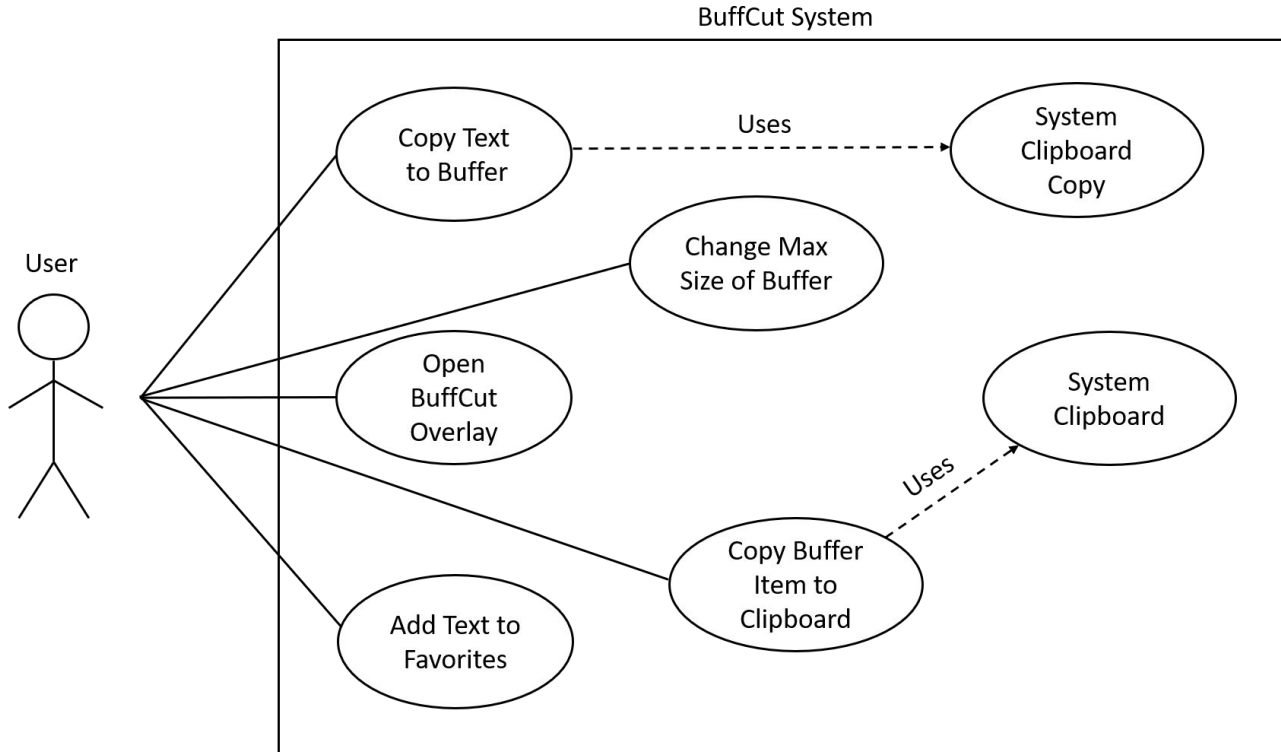 BuffCut System
Copy Text
to Buffer
Uses
System
Clipboard
Copy
Change Max
Size of Buffer
User
Open
BuffCut
Overlay
System
Clipboard
Uses
Copy Buffer
Item to
Clipboard
Add Text to
Favorites